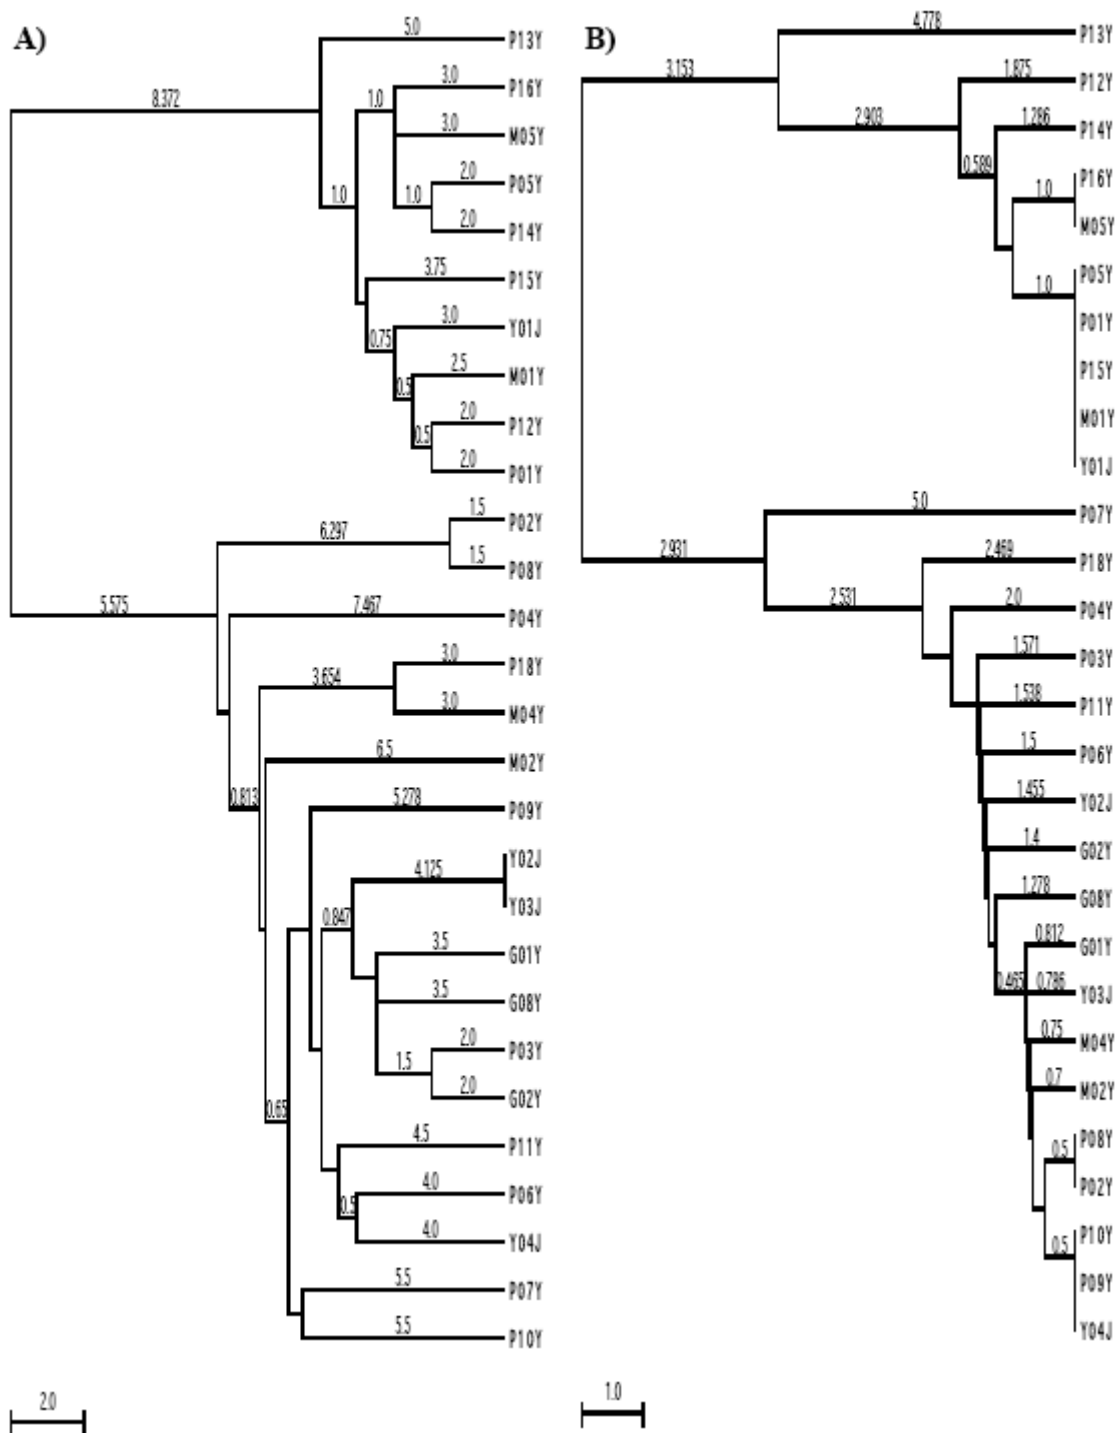 A)
5.0
P13Y
8.372
3.0
P16Y
1.0
3.0
M05Y
2.0
P05Y
1.0
1.0
2.0
P14Y
3.75
P15Y
3.0
Y01J
0.75
2.5
M01Y
0.5
2.0
P12Y
0.5
2.0
P01Y
1.5
P02Y
6.297
1.5
P08Y
5.575
7.467
P04Y
3.0
P18Y
3.654
3.0
M04Y
6.5
M02Y
0.813
5.278
P09Y
Y02J
4.125
Y03J
0.847
3.5
G01Y
3.5
G08Y
2.0
P03Y
1.5
2.0
G02Y
0.65
4.5
P11Y
4.0
P06Y
0.5
4.0
Y04J
5.5
P07Y
5.5
P10Y
2.0
B)
4.778
P13Y
3.153
1.875
P12Y
2.903
1.286
P14Y
0.589
P16Y
1.0
M05Y
P05Y
1.0
P01Y
P15Y
M01Y
Y01J
5.0
P07Y
2.931
2.469
P18Y
2.531
2.0
P04Y
1.571
P03Y
1.538
P11Y
1.5
P06Y
1.455
Y02J
1.4
G02Y
1.278
G08Y
0.812
G01Y
0.465
0.786
Y03J
0.75
M04Y
0.7
M02Y
P08Y
0.5
P02Y
P10Y
0.5
P09Y
Y04J
1.0